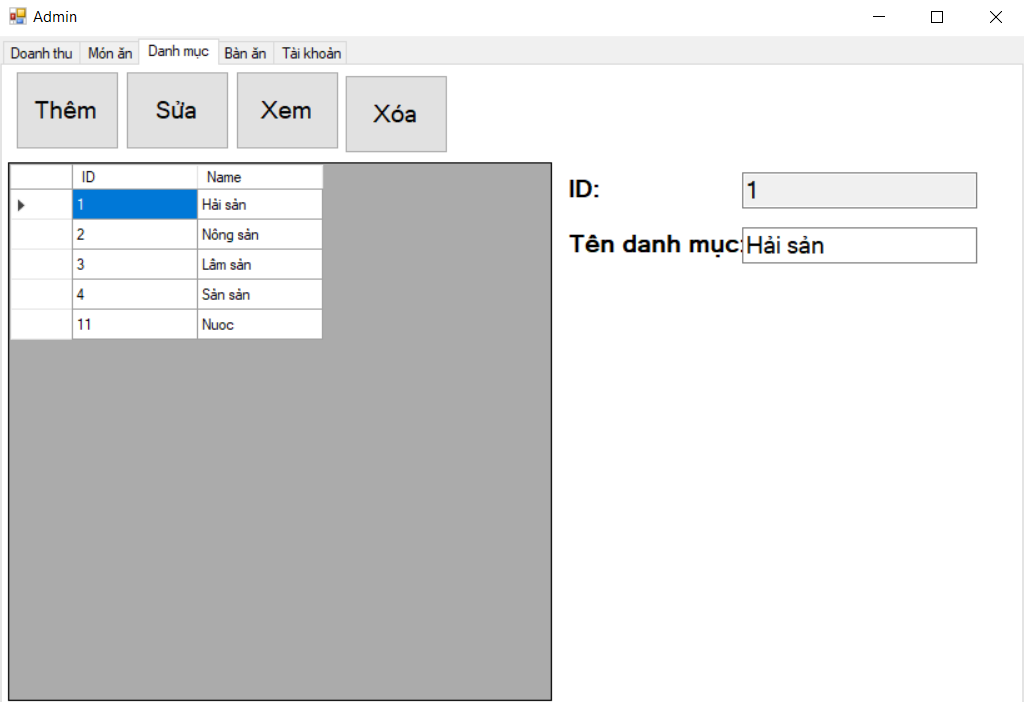 Admin
Doanh thu Món ăn Danh mục Bàn ăn Tài khoản
Thêm Sửa Xem Xóa
ID Name
1 Hải sản
2 Nông sản
3 Lâm sản
4 Sản sản
11 Nuoc
ID: 1
Tên danh mục: Hải sản